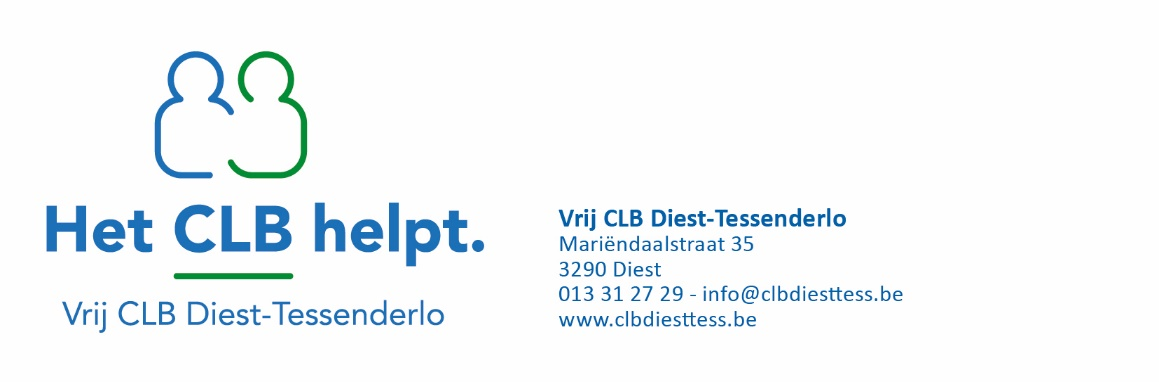 Het CLB helpt.
Vrij CLB Diest-Tessenderlo
Vrij CLB Diest-Tessenderlo
Mariëndaalstraat 35
3290 Diest
013 31 27 29 - info@clbdiesttess.be
www.clbdiesttess.be